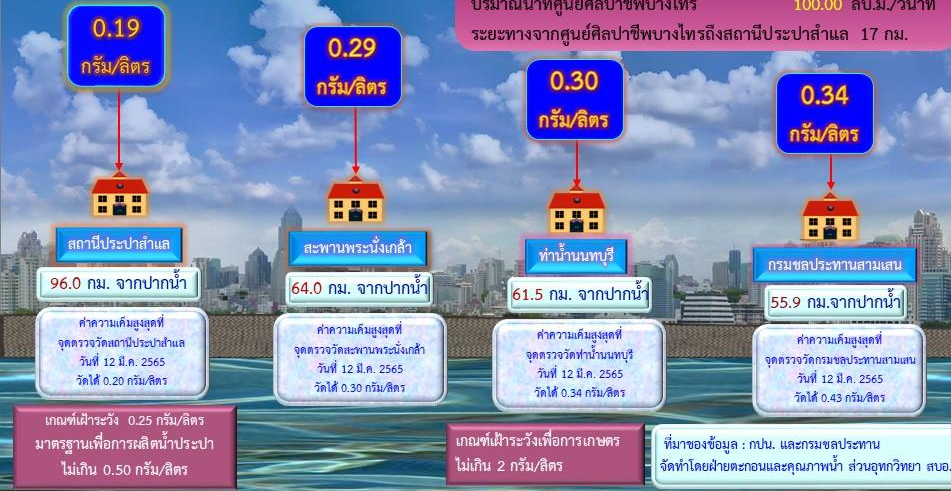 ปริมาณน้ำที่ศูนย์ศิลปาชีพบางไทร 100.00 ลบ.ม./วินาที
ระยะทางจากศูนย์ศิลปาชีพบางไทรถึงสถานีประปาสำแล 17 กม.
0.19
กรัม/ลิตร
0.29
กรัม/ลิตร
0.30
กรัม/ลิตร
0.34
กรัม/ลิตร
สถานีประปาสำแล
96.0 กม. จากปากน้ำ
ค่าความเค็มสูงสุดที่
จุดตรวจวัดสถานีประปาสำแล
วันที่ 12 มี.ค. 2565
วัดได้ 0.20 กรัม/ลิตร
สะพานพระนั่งเกล้า
64.0 กม. จากปากน้ำ
ค่าความเค็มสูงสุดที่
จุดตรวจวัดสะพานพระนั่งเกล้า
วันที่ 12 มี.ค. 2565
วัดได้ 0.30 กรัม/ลิตร
ท่าน้ำนนทบุรี
61.5 กม. จากปากน้ำ
ค่าความเค็มสูงสุดที่
จุดตรวจวัดท่าน้ำนนทบุรี
วันที่ 12 มี.ค. 2565
วัดได้ 0.34 กรัม/ลิตร
กรมชลประทานสามเสน
55.9 กม.จากปากน้ำ
ค่าความเค็มสูงสุดที่
จุดตรวจวัดกรมชลประทานสามเสน
วันที่ 12 มี.ค. 2565
วัดได้ 0.43 กรัม/ลิตร
เกณฑ์เฝ้าระวัง 0.25 กรัม/ลิตร
มาตรฐานเพื่อการผลิตน้ำประปา
ไม่เกิน 0.50 กรัม/ลิตร
เกณฑ์เฝ้าระวังเพื่อการเกษตร
ไม่เกิน 2 กรัม/ลิตร
ที่มาของข้อมูล : กปน. และกรมชลประทาน
จัดทำโดยฝ่ายตะกอนและคุณภาพน้ำ ส่วนอุทกวิทยา สบอ.